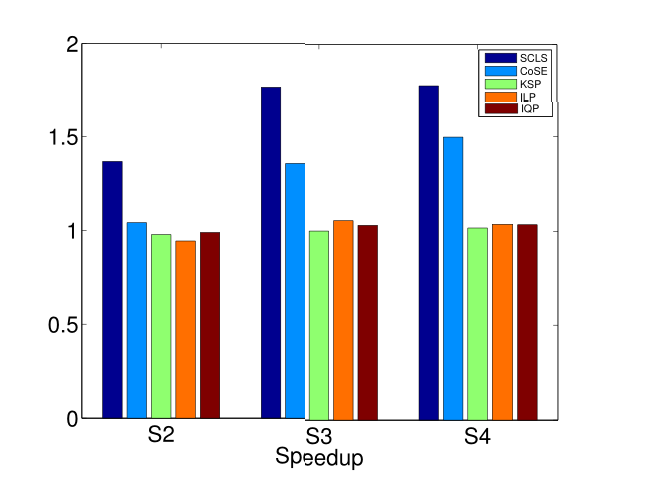 2
1.5
1
0.5
0
S2
S3
S4
Speedup
SCLS
CoSE
KSP
ILP
IQP